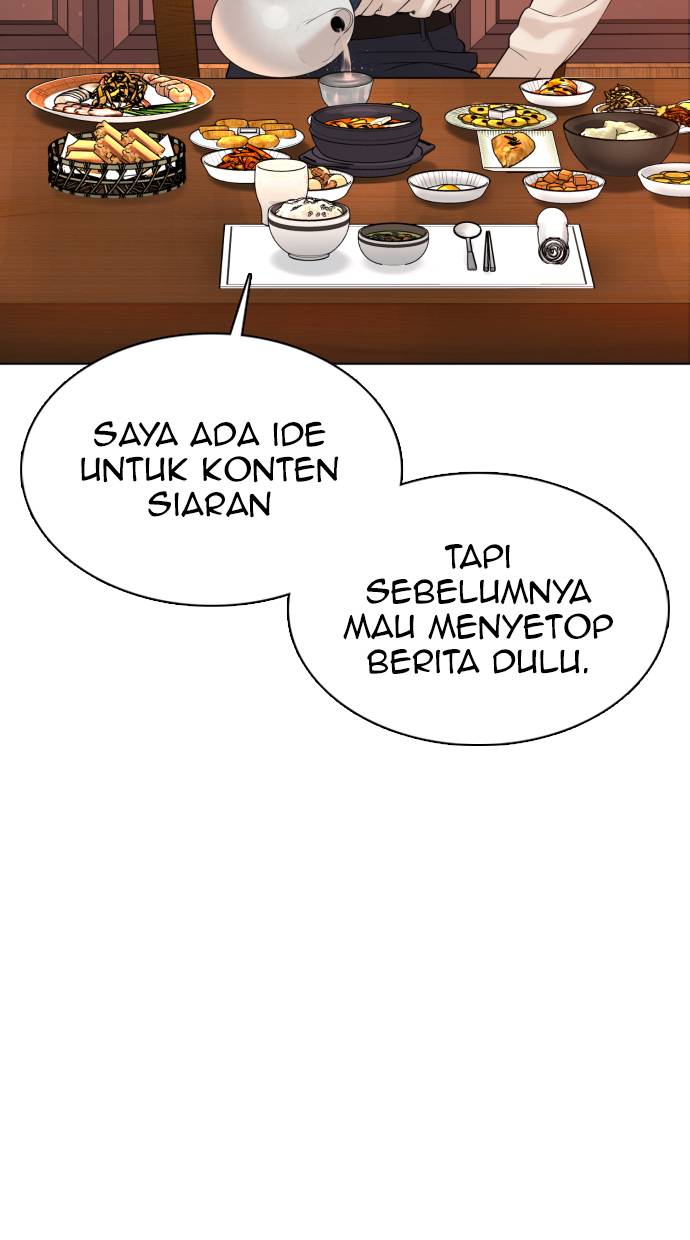 SAYA ADA IDE
UNTUK KONTEN
SIARAN
TAPI
SEBELUMNYA
MAU MENYETOP
BERITA DULU.